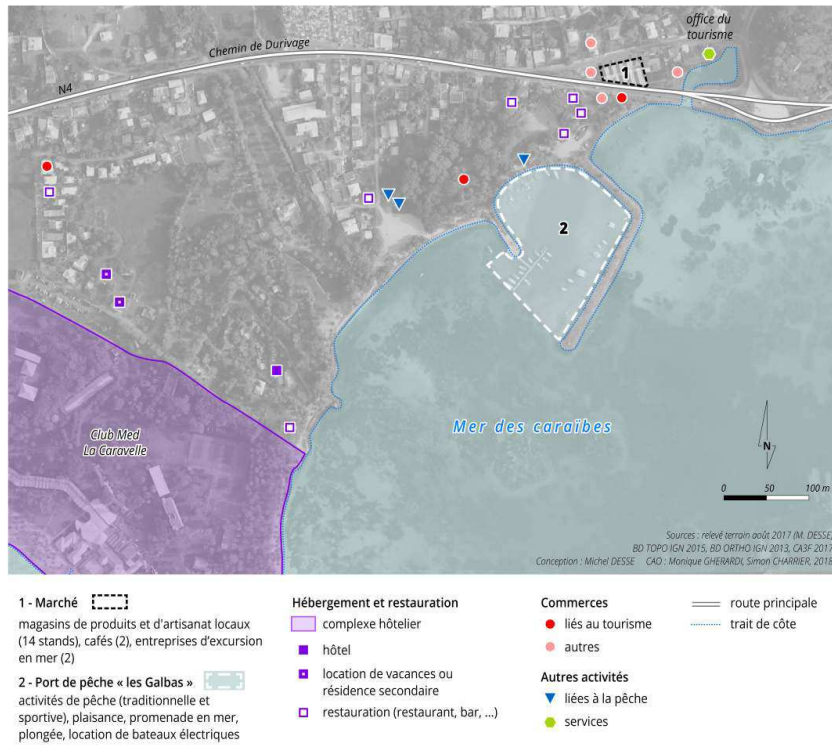 office du
tourisme
Chemin de Durivage
N4
1
2
Club Med
La Caravelle
Mer des caraïbes
N
0 50 100 m
Sources : relevé terrain août 2017 (M. DESSE)
BD TOPO IGN 2015, BD ORTHO IGN 2013, CA3F 2017
Conception : Michel DESSE CAO : Monique GHERARDI, Simon CHARRIER, 2018
1 - Marché
magasins de produits et d'artisanat locaux
(14 stands), cafés (2), entreprises d'excursion
en mer (2)
2 - Port de pêche « les Galbas »
activités de pêche (traditionnelle et
sportive), plaisance, promenade en mer,
plongée, location de bateaux électriques
Hébergement et restauration
complexe hôtelier
hôtel
location de vacances ou
résidence secondaire
restauration (restaurant, bar, ...)
Commerces
liés au tourisme
autres
Autres activités
liées à la pêche
services
route principale
trait de côte